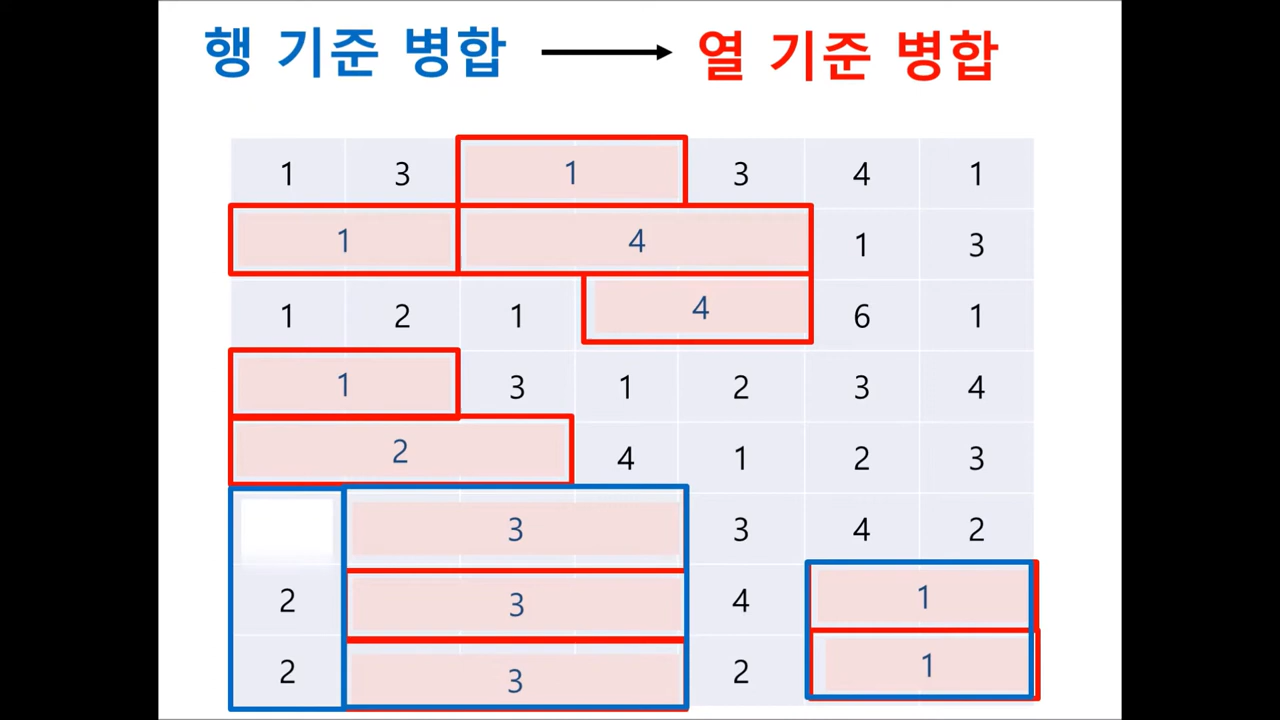 행 기준 병합 열 기준 병합
1 3 1 3 4 1
1 4 1 3
1 2 1 4 6 1
1 3 1 2 3 4
2 4 1 2 3
3 3 4 2
2 3 4 1
2 3 2 1